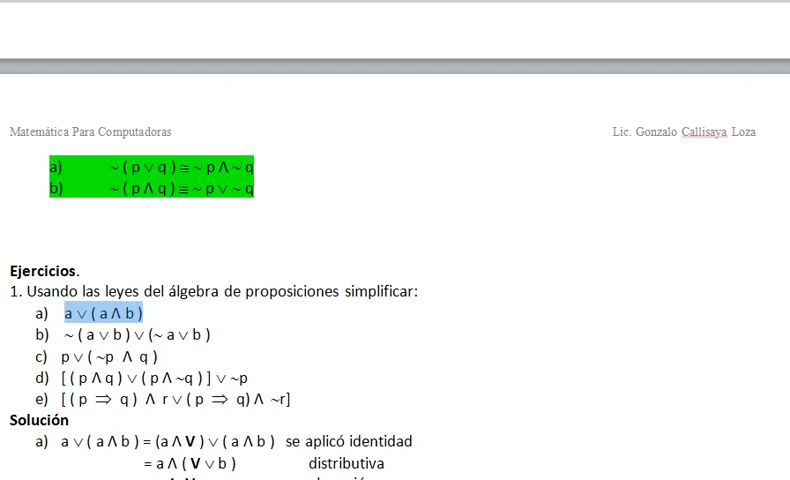 Matemática Para Computadoras Lic. Gonzalo Callisaya Loza
a) ~ ( p ∨ q ) ≅ ~ p Λ ~ q
b) ~ ( p Λ q ) ≅ ~ p ∨ ~ q
Ejercicios.
1. Usando las leyes del álgebra de proposiciones simplificar:
a) a ∨ ( a Λ b )
b) ~ ( a ∨ b ) ∨ (~ a ∨ b )
c) p ∨ ( ~p Λ q )
d) [ ( p Λ q ) ∨ ( p Λ ~q ) ] ∨ ~p
e) [ ( p ⇒ q ) Λ r ∨ ( p ⇒ q) Λ ~r]
Solución
a) a ∨ ( a Λ b ) = (a Λ V ) ∨ ( a Λ b ) se aplicó identidad
= a Λ ( V ∨ b ) distributiva